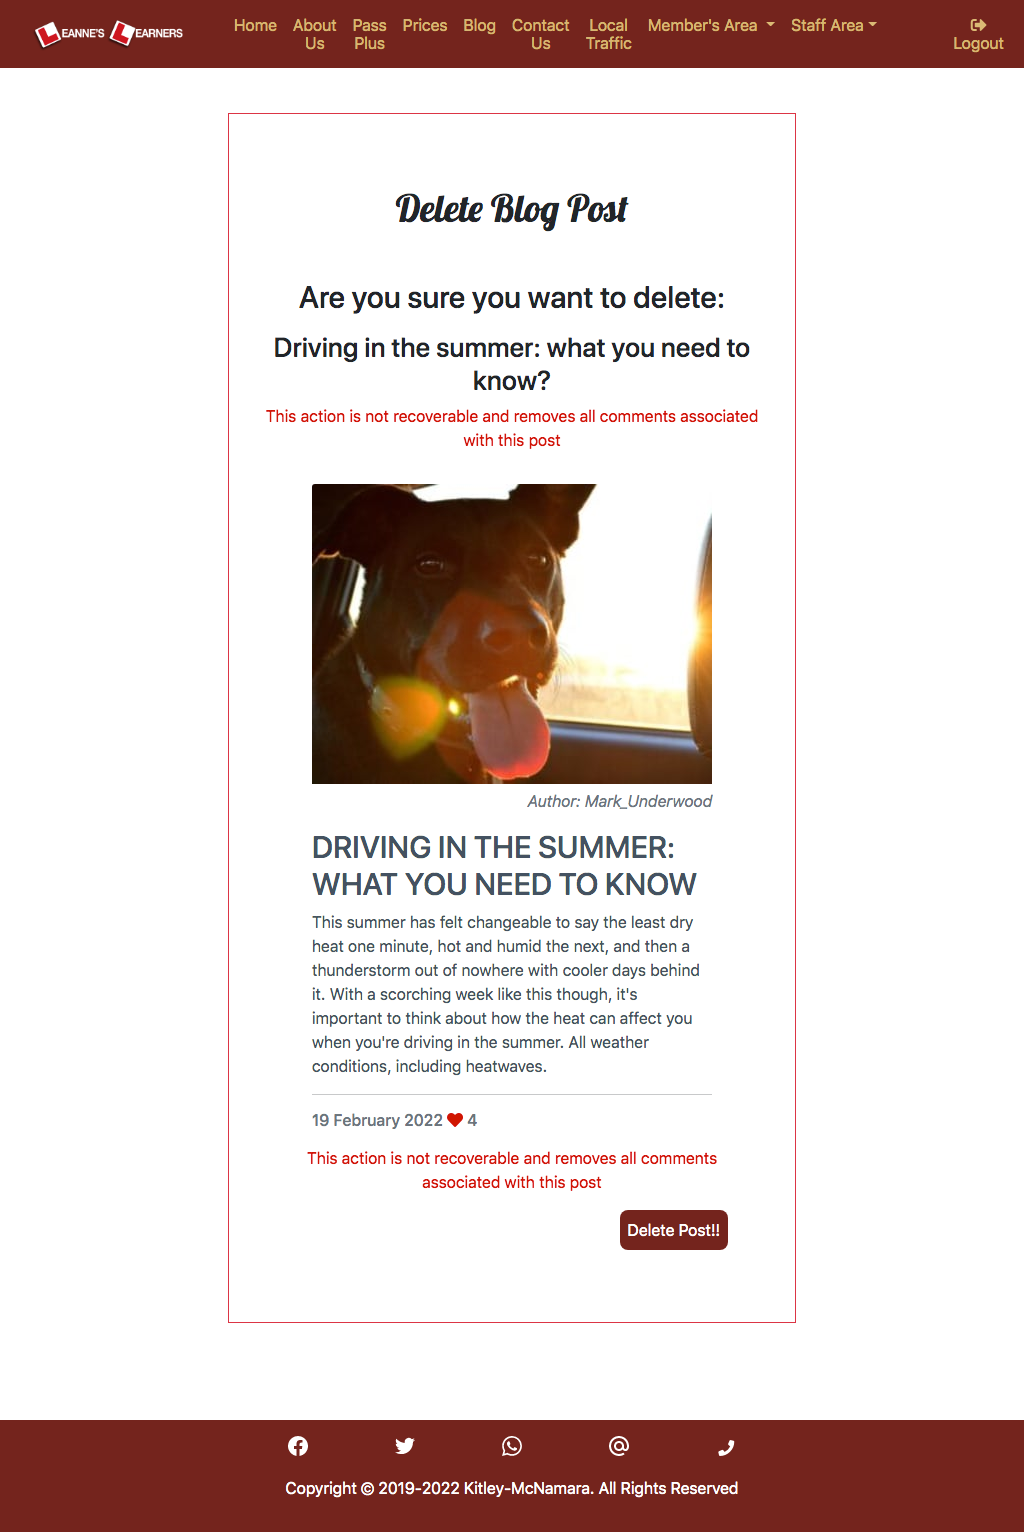 LEANNE'S LEARNERS
Home
About
Us
Pass
Plus
Prices
Blog
Contact
Us
Local
Traffic
Member's Area
Staff Area
Logout
Delete Blog Post
Are you sure you want to delete:
Driving in the summer: what you need to
know?
This action is not recoverable and removes all comments associated
with this post
Author: Mark_Underwood
DRIVING IN THE SUMMER:
WHAT YOU NEED TO KNOW
This summer has felt changeable to say the least dry
heat one minute, hot and humid the next, and then a
thunderstorm out of nowhere with cooler days behind
it. With a scorching week like this though, it's
important to think about how the heat can affect you
when you're driving in the summer. All weather
conditions, including heatwaves.
19 February 2022 4
This action is not recoverable and removes all comments
associated with this post
Delete Post!!
Copyright © 2019-2022 Kitley-McNamara. All Rights Reserved